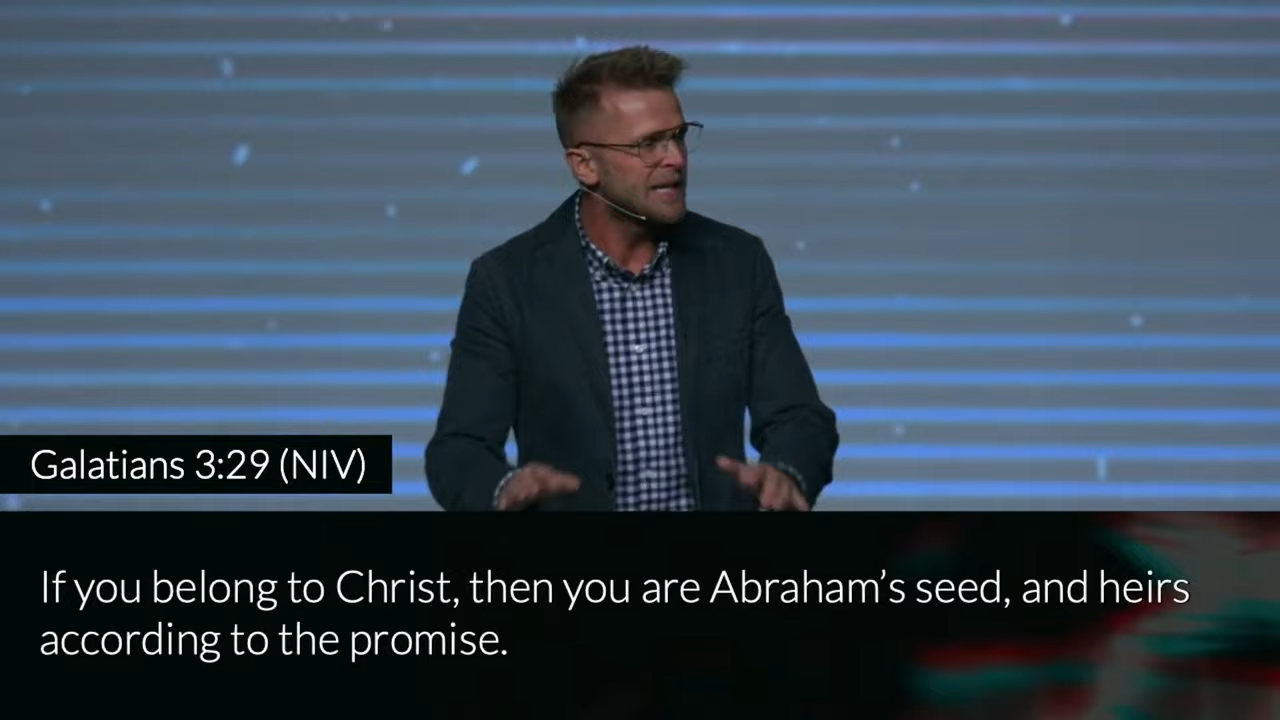 Galatians 3:29 (NIV)
If you belong to Christ, then you are Abraham’s seed, and heirs
according to the promise.